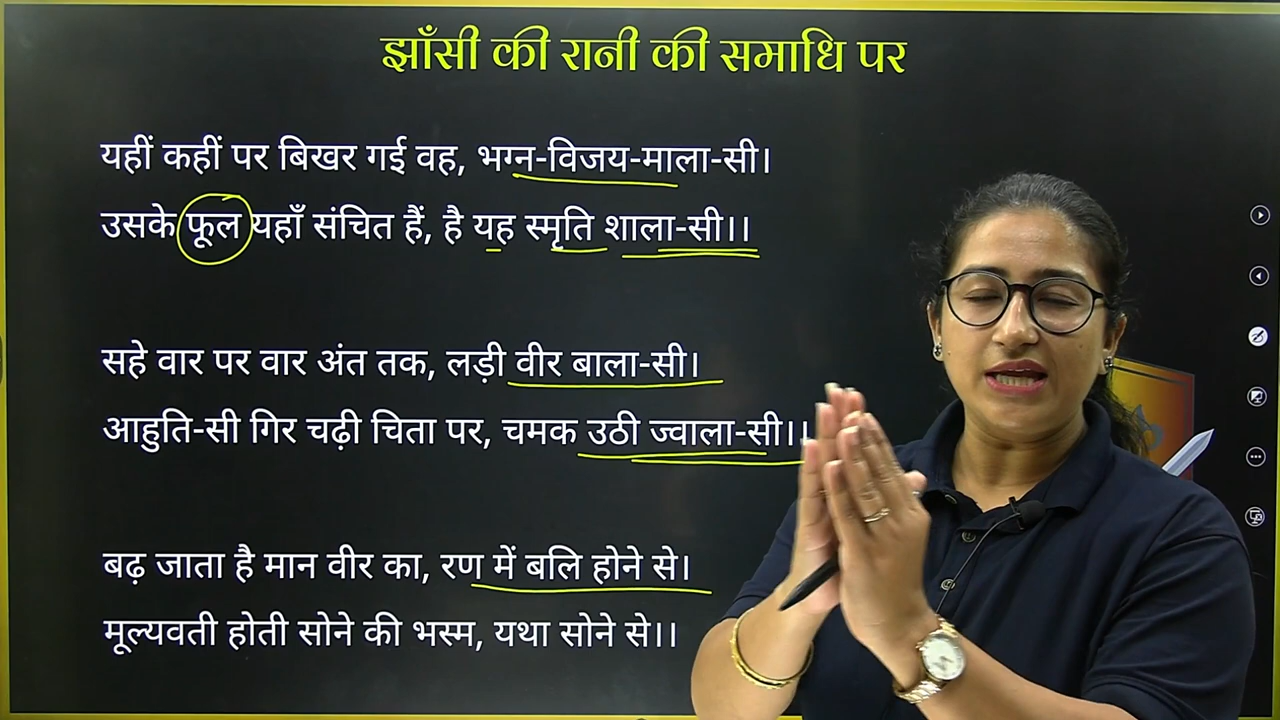 झाँसी की रानी की समाधि पर
यहीं कहीं पर बिखर गई वह, भग्न-विजय-माला-सी।
उसके फूल यहाँ संचित हैं, है यह स्मृति शाला-सी।।
सहे वार पर वार अंत तक, लड़ी वीर बाला-सी।
आहुति-सी गिर चढ़ी चिता पर, चमक उठी ज्वाला-सी।।
बढ़ जाता है मान वीर का, रण में बलि होने से।
मूल्यवती होती सोने की भस्म, यथा सोने से।।